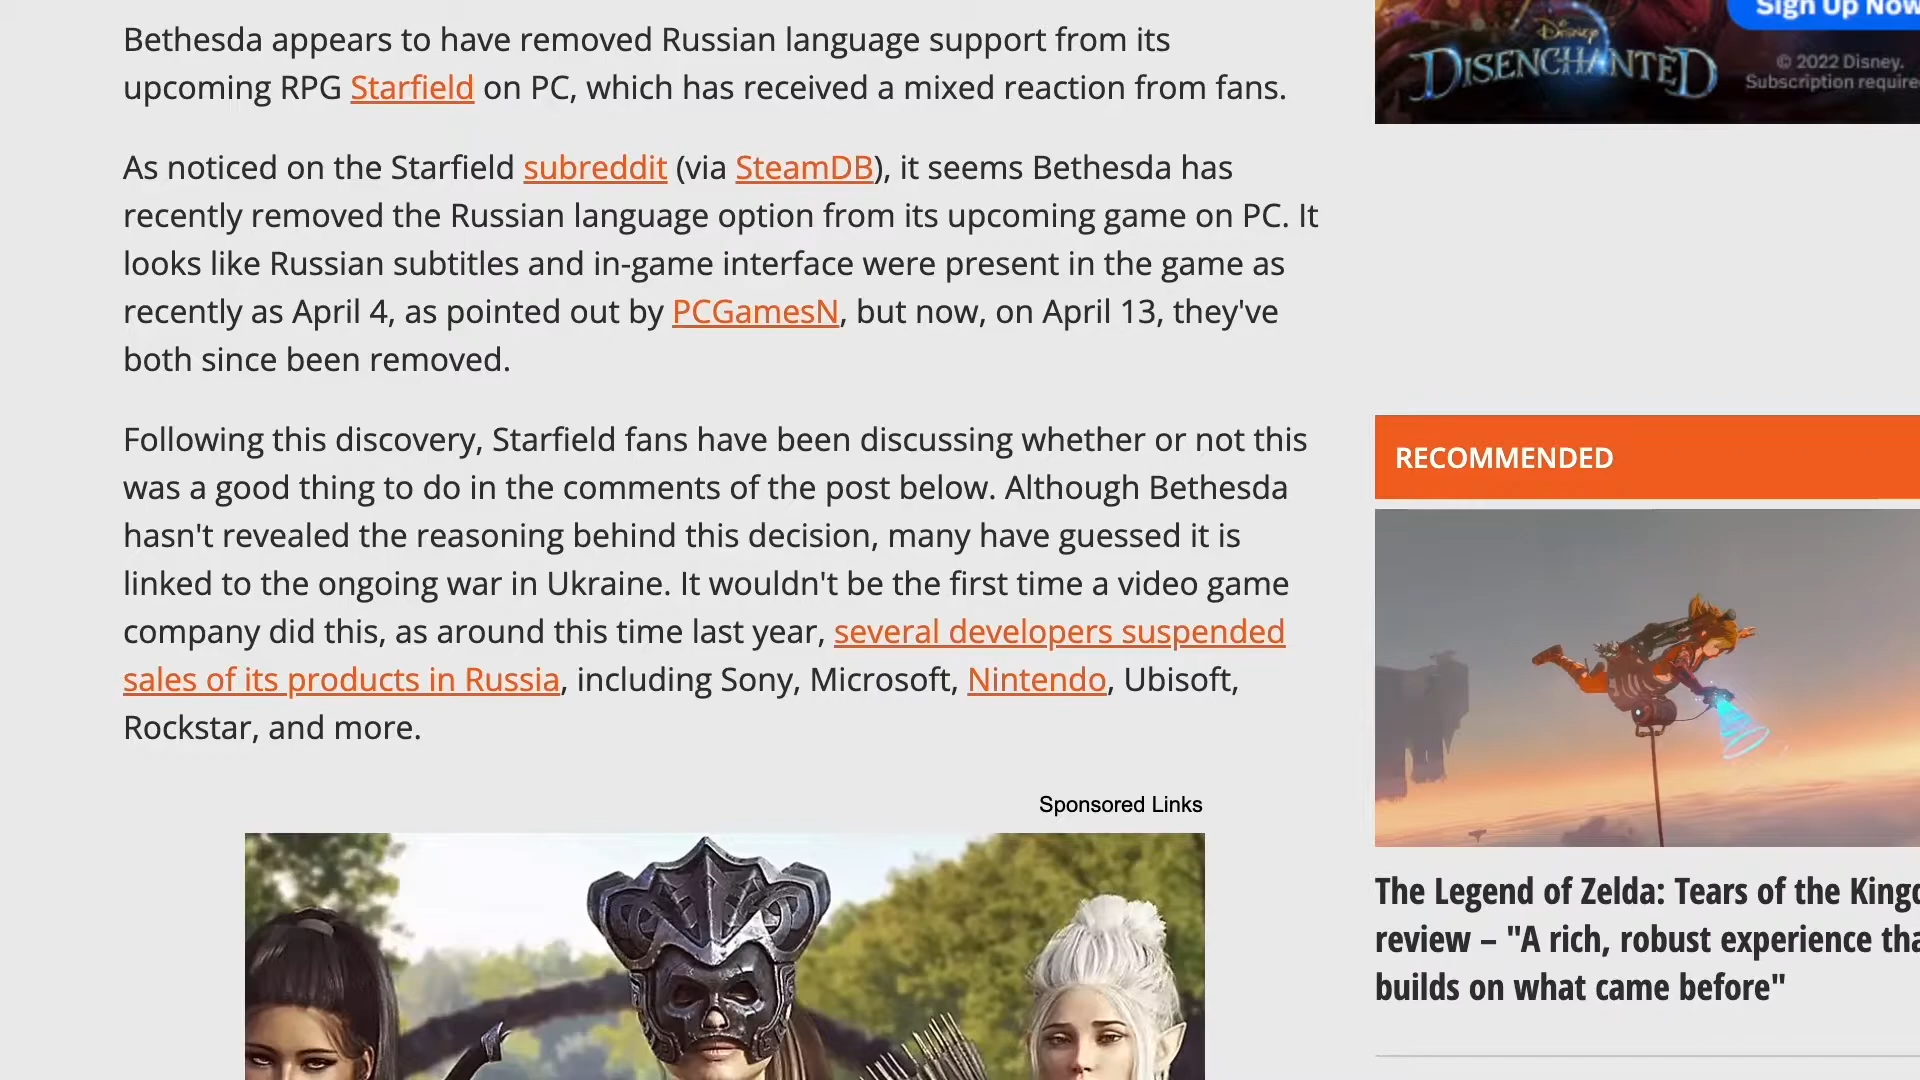 Bethesda appears to have removed Russian language support from its
upcoming RPG Starfield on PC, which has received a mixed reaction from fans.
As noticed on the Starfield subreddit (via SteamDB), it seems Bethesda has
recently removed the Russian language option from its upcoming game on PC. It
looks like Russian subtitles and in-game interface were present in the game as
recently as April 4, as pointed out by PCGamesN, but now, on April 13, they've
both since been removed.
Following this discovery, Starfield fans have been discussing whether or not this
was a good thing to do in the comments of the post below. Although Bethesda
hasn't revealed the reasoning behind this decision, many have guessed it is
linked to the ongoing war in Ukraine. It wouldn't be the first time a video game
company did this, as around this time last year, several developers suspended
sales of its products in Russia, including Sony, Microsoft, Nintendo, Ubisoft,
Rockstar, and more.
Sponsored Links
Sign Up Now
Disney
DISENCHANTED
© 2022 Disney.
Subscription require
RECOMMENDED
The Legend of Zelda: Tears of the Kingd
review – "A rich, robust experience tha
builds on what came before"